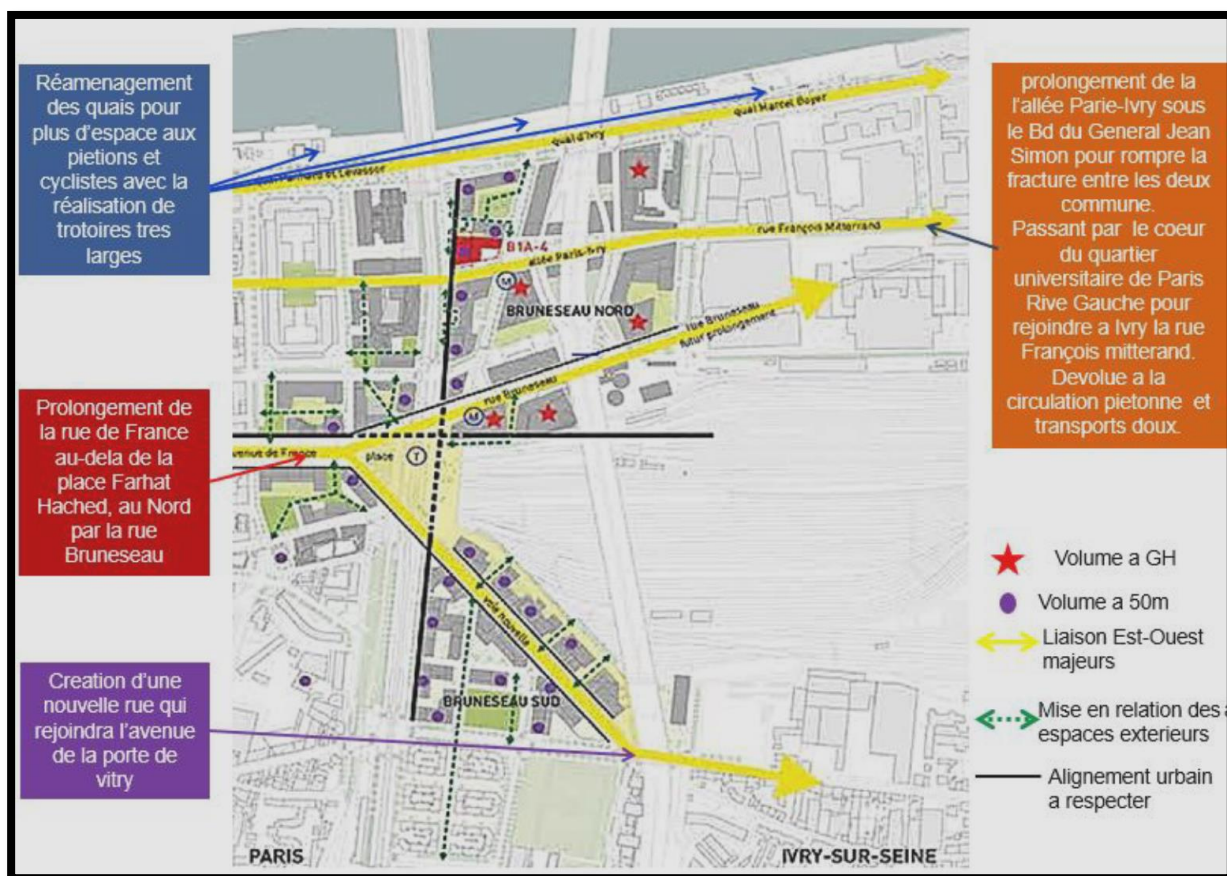 Réamenagement
des quais pour
plus d'espace aux
pietions et
cyclistes avec la
réalisation de
trotoires tres
larges
Prolongement de
la rue de France
au-dela de la
place Farhat
Hached, au Nord
par la rue
Bruneseau
Creation d'une
nouvelle rue qui
rejoindra l'avenue
de la porte de
vitry
et Levassor
quai d'Ivry
quai Marcel Boyer
B1A-4
allée Paris-Ivry
rue François Mitterrand
M
BRUNESEAU NORD
rue Bruneseau
futur prolongement
rue Bruneseau
M
avenue de France
place
T
voie nouvelle
BRUNESEAU SUD
PARIS
IVRY-SUR-SEINE
prolongement de la
l'allée Parie-Ivry sous
le Bd du General Jean
Simon pour rompre la
fracture entre les deux
commune.
Passant par le coeur
du quartier
universitaire de Paris
Rive Gauche pour
rejoindre a Ivry la rue
François mitterand.
Devolue a la
circulation pietonne et
transports doux.
Volume a GH
Volume a 50m
Liaison Est-Ouest
majeurs
Mise en relation des
espaces exterieurs
Alignement urbain
a respecter